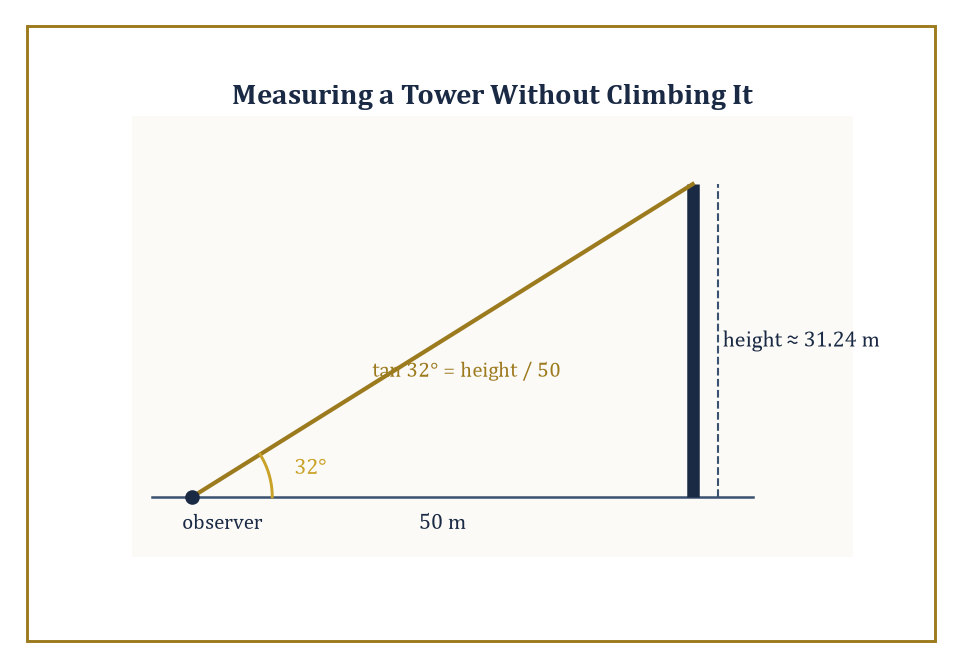 Measuring a Tower Without Climbing It
height ≈ 31.24 m
tan 32° = height / 50
32°
observer
50 m